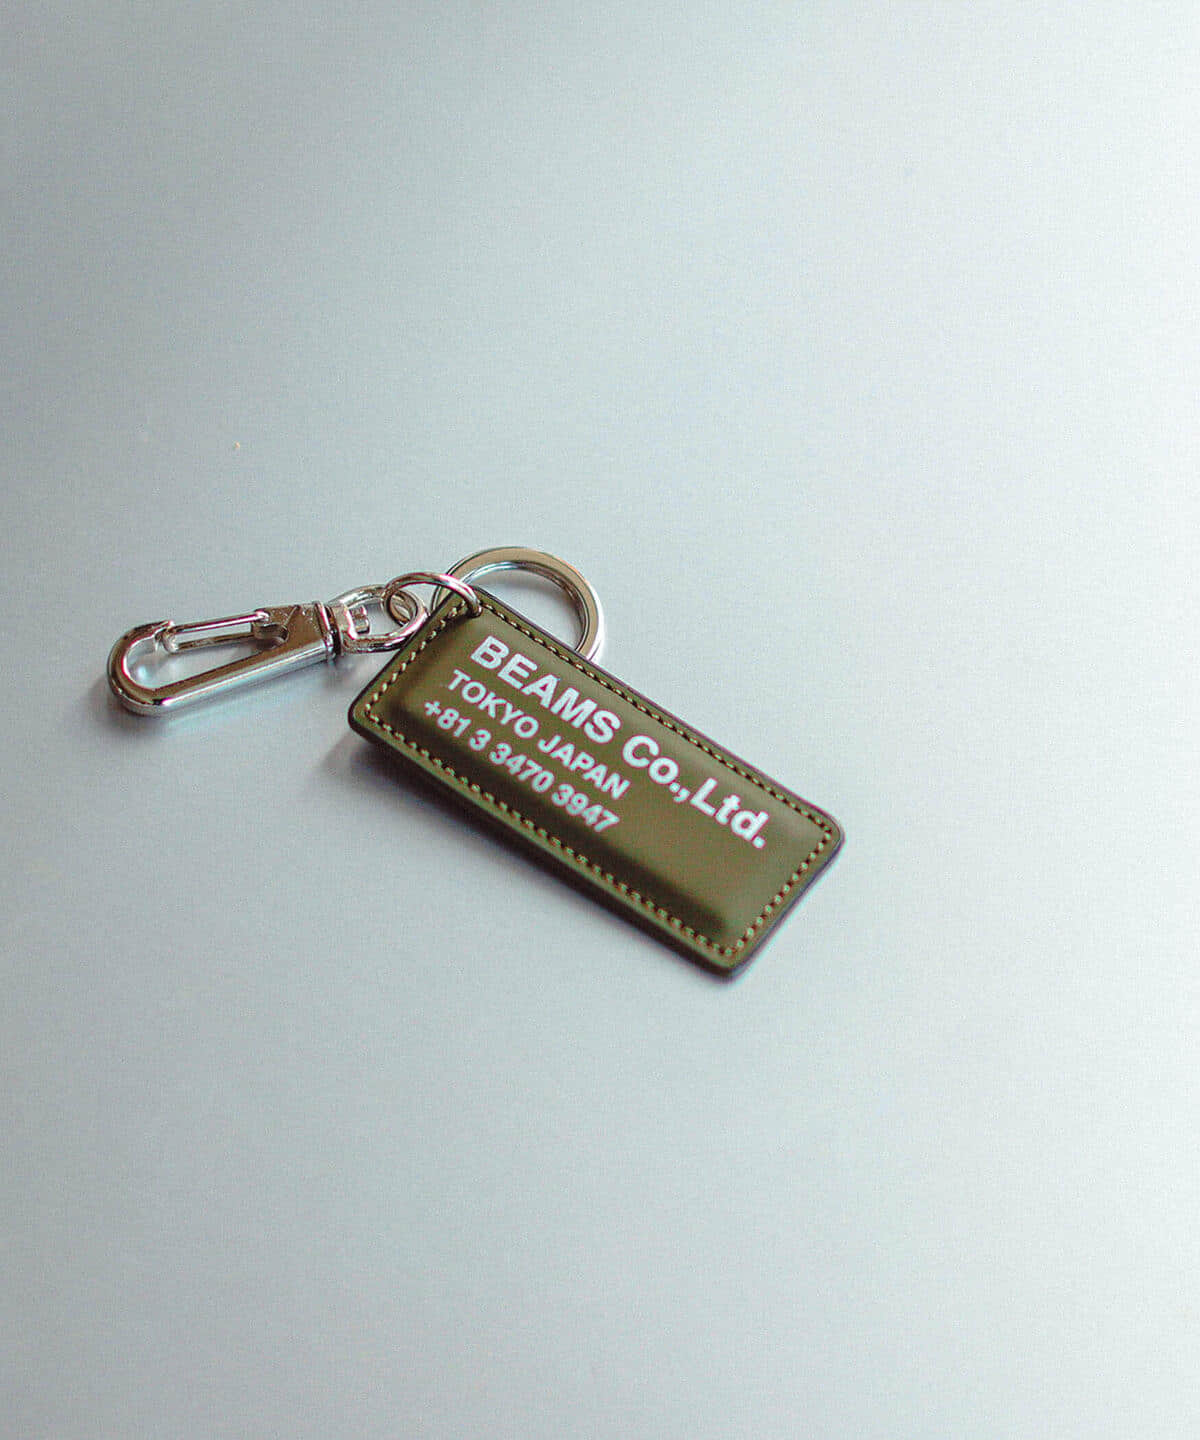 BEAMS Co., Ltd.
TOKYO JAPAN
+81 3 3470 3947